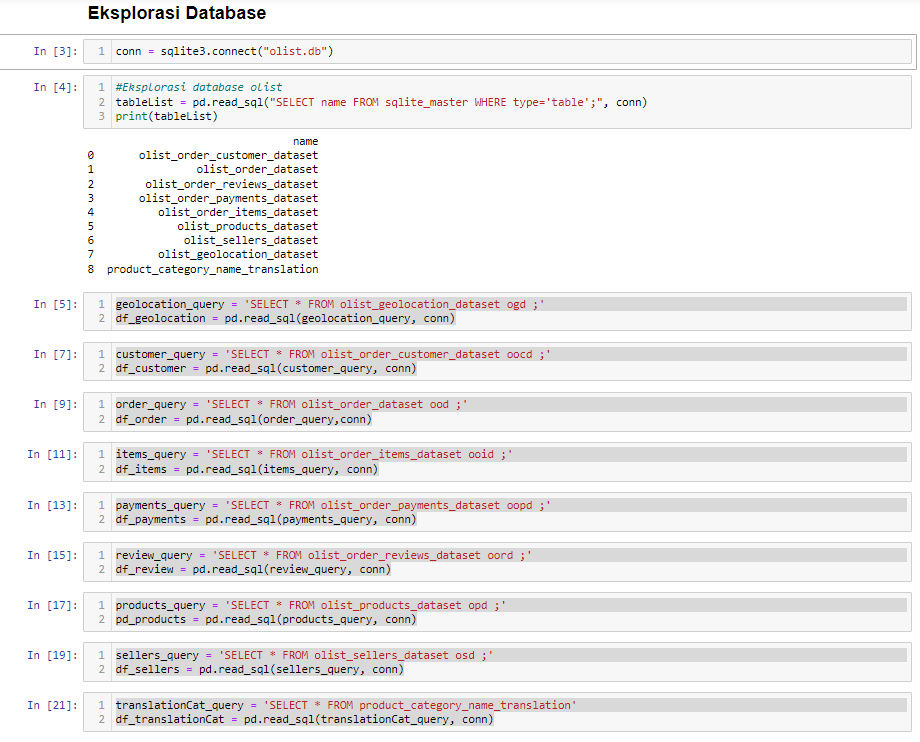 Eksplorasi Database
In [3]: 1 conn = sqlite3.connect("olist.db")
In [4]: 1 #Eksplorasi database olist
2 tableList = pd.read_sql("SELECT name FROM sqlite_master WHERE type='table';", conn)
3 print(tableList)
name
0 olist_order_customer_dataset
1 olist_order_dataset
2 olist_order_reviews_dataset
3 olist_order_payments_dataset
4 olist_order_items_dataset
5 olist_products_dataset
6 olist_sellers_dataset
7 olist_geolocation_dataset
8 product_category_name_translation
In [5]: 1 geolocation_query = 'SELECT * FROM olist_geolocation_dataset ogd ;'
2 df_geolocation = pd.read_sql(geolocation_query, conn)
In [7]: 1 customer_query = 'SELECT * FROM olist_order_customer_dataset oocd ;'
2 df_customer = pd.read_sql(customer_query, conn)
In [9]: 1 order_query = 'SELECT * FROM olist_order_dataset ood ;'
2 df_order = pd.read_sql(order_query,conn)
In [11]: 1 items_query = 'SELECT * FROM olist_order_items_dataset ooid ;'
2 df_items = pd.read_sql(items_query, conn)
In [13]: 1 payments_query = 'SELECT * FROM olist_order_payments_dataset oopd ;'
2 df_payments = pd.read_sql(payments_query, conn)
In [15]: 1 review_query = 'SELECT * FROM olist_order_reviews_dataset oord ;'
2 df_review = pd.read_sql(review_query, conn)
In [17]: 1 products_query = 'SELECT * FROM olist_products_dataset opd ;'
2 pd_products = pd.read_sql(products_query, conn)
In [19]: 1 sellers_query = 'SELECT * FROM olist_sellers_dataset osd ;'
2 df_sellers = pd.read_sql(sellers_query, conn)
In [21]: 1 translationCat_query = 'SELECT * FROM product_category_name_translation'
2 df_translationCat = pd.read_sql(translationCat_query, conn)